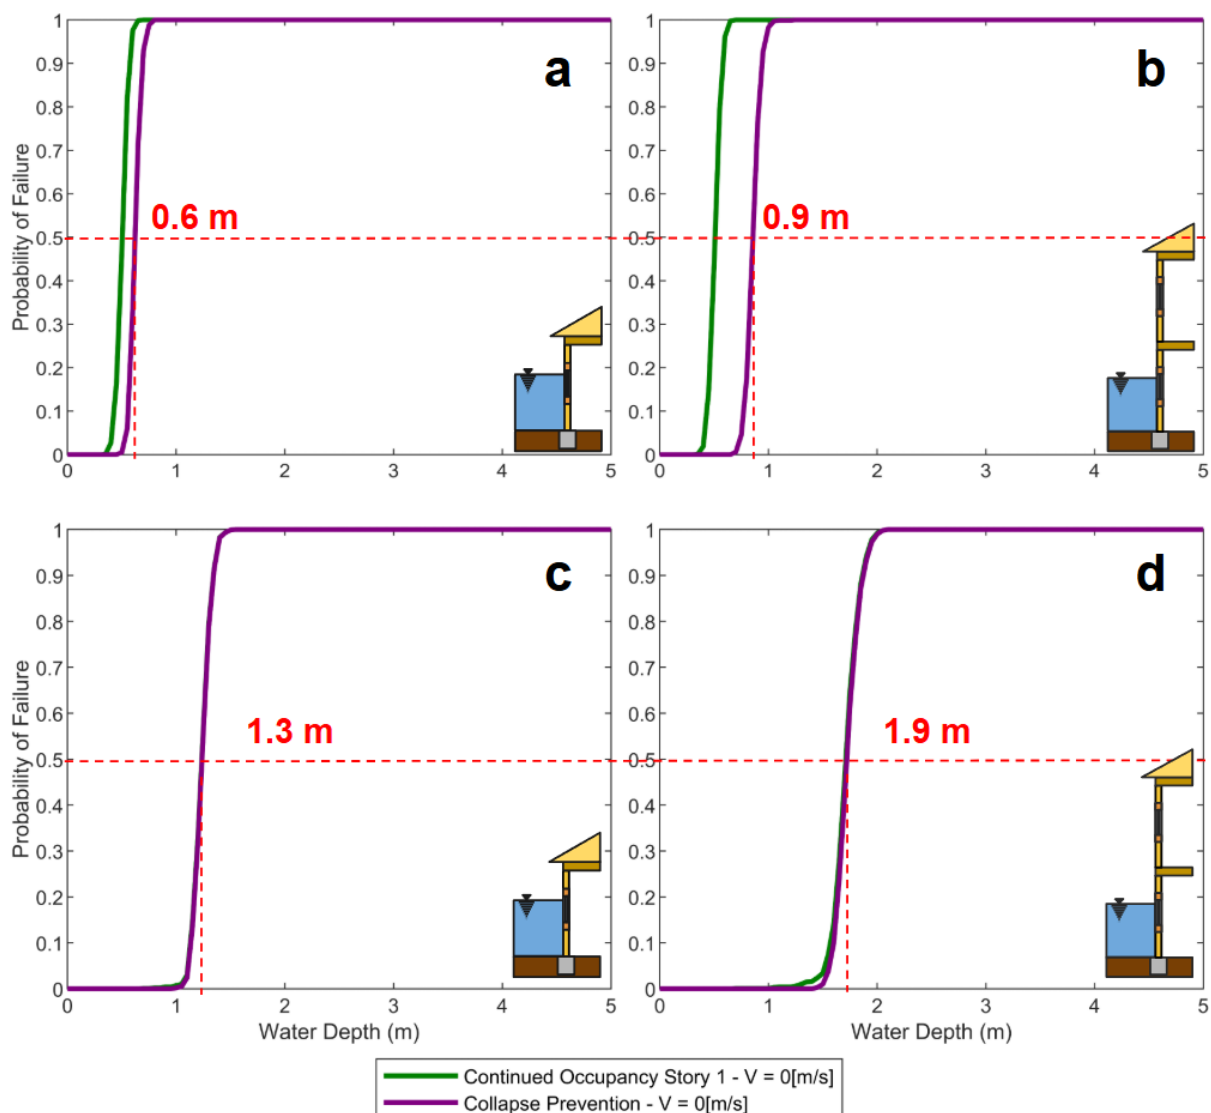 1
0.9
0.8
0.7
0.6
0.5
0.4
0.3
0.2
0.1
0
Probability of Failure
a
0.6 m
0 1 2 3 4 5
1
0.9
0.8
0.7
0.6
0.5
0.4
0.3
0.2
0.1
0
b
0.9 m
0 1 2 3 4 5
1
0.9
0.8
0.7
0.6
0.5
0.4
0.3
0.2
0.1
0
Probability of Failure
c
1.3 m
0 1 2 3 4 5
Water Depth (m)
1
0.9
0.8
0.7
0.6
0.5
0.4
0.3
0.2
0.1
0
d
1.9 m
0 1 2 3 4 5
Water Depth (m)
Continued Occupancy Story 1 - V = 0[m/s]
Collapse Prevention - V = 0[m/s]